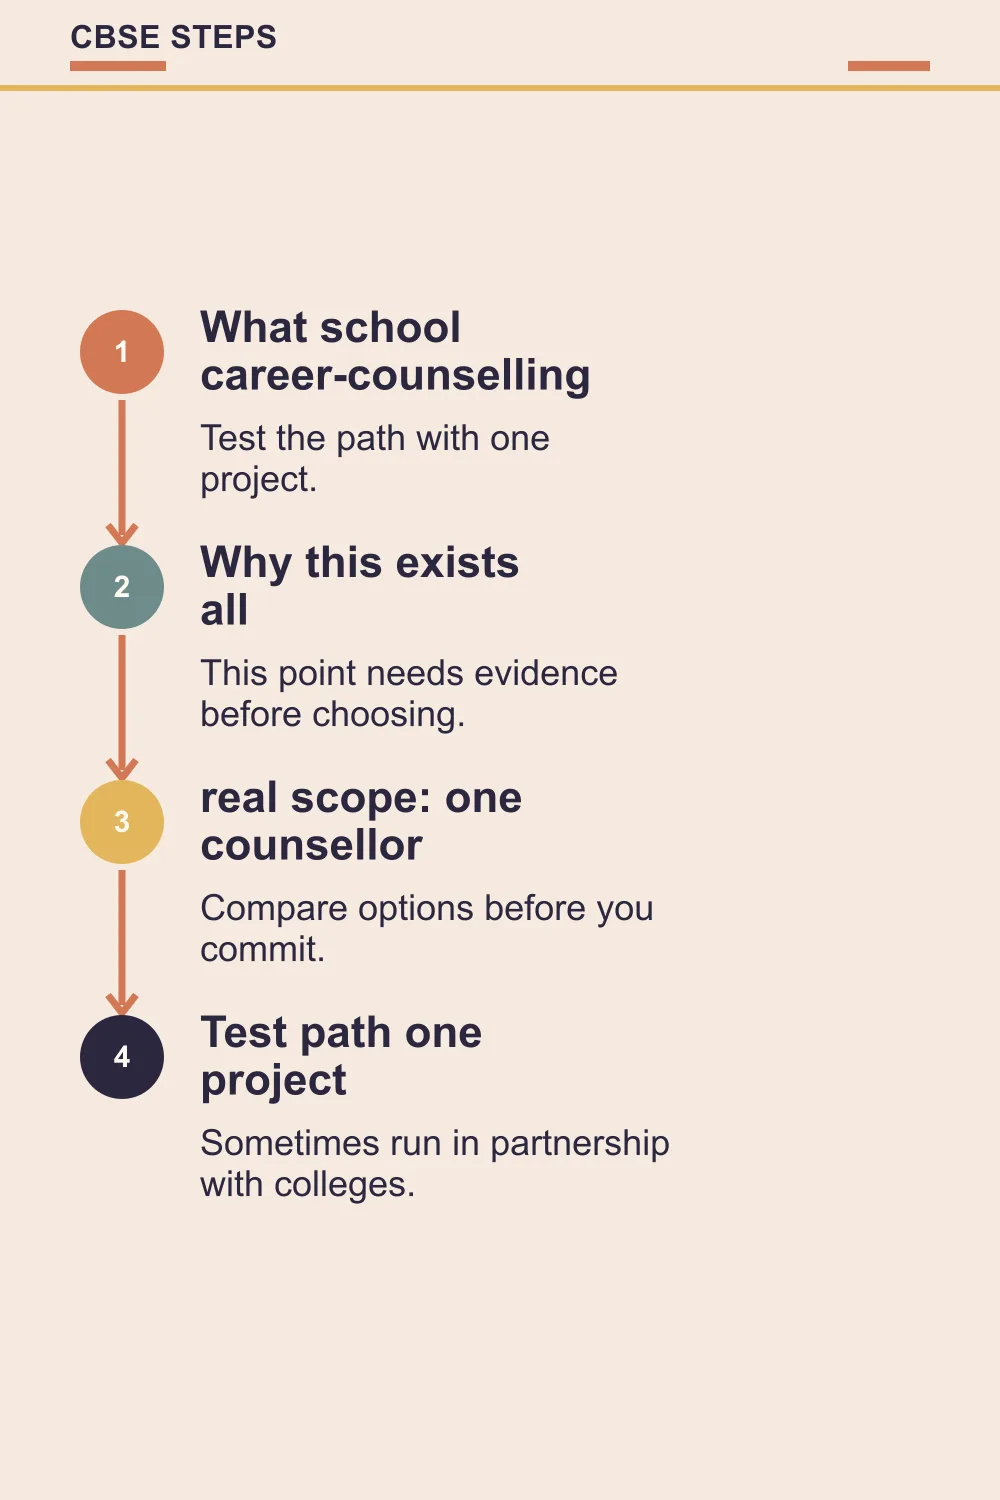 CBSE STEPS
1
What school
career-counselling
Test the path with one
project.
2
Why this exists
all
This point needs evidence
before choosing.
3
real scope: one
counsellor
Compare options before you
commit.
4
Test path one
project
Sometimes run in partnership
with colleges.